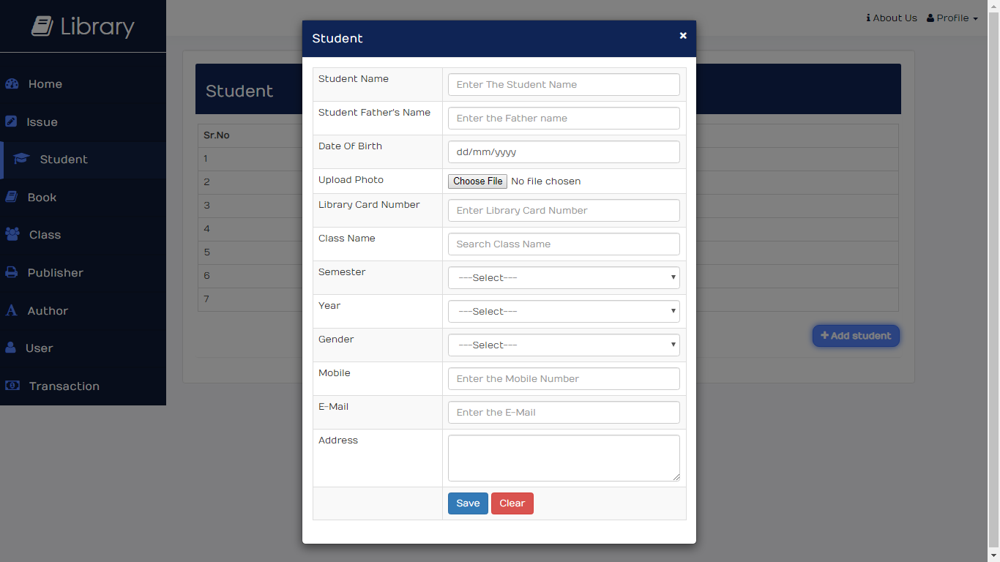 Library
About Us Profile
Home
Issue
Student
Book
Class
Publisher
Author
User
Transaction
Student
Sr.No
1
2
3
4
5
6
7
+ Add student
Student ×
Student Name Enter The Student Name
Student Father's Name Enter the Father name
Date Of Birth dd/mm/yyyy
Upload Photo Choose File No file chosen
Library Card Number Enter Library Card Number
Class Name Search Class Name
Semester ---Select---
Year ---Select---
Gender ---Select---
Mobile Enter the Mobile Number
E-Mail Enter the E-Mail
Address
Save Clear